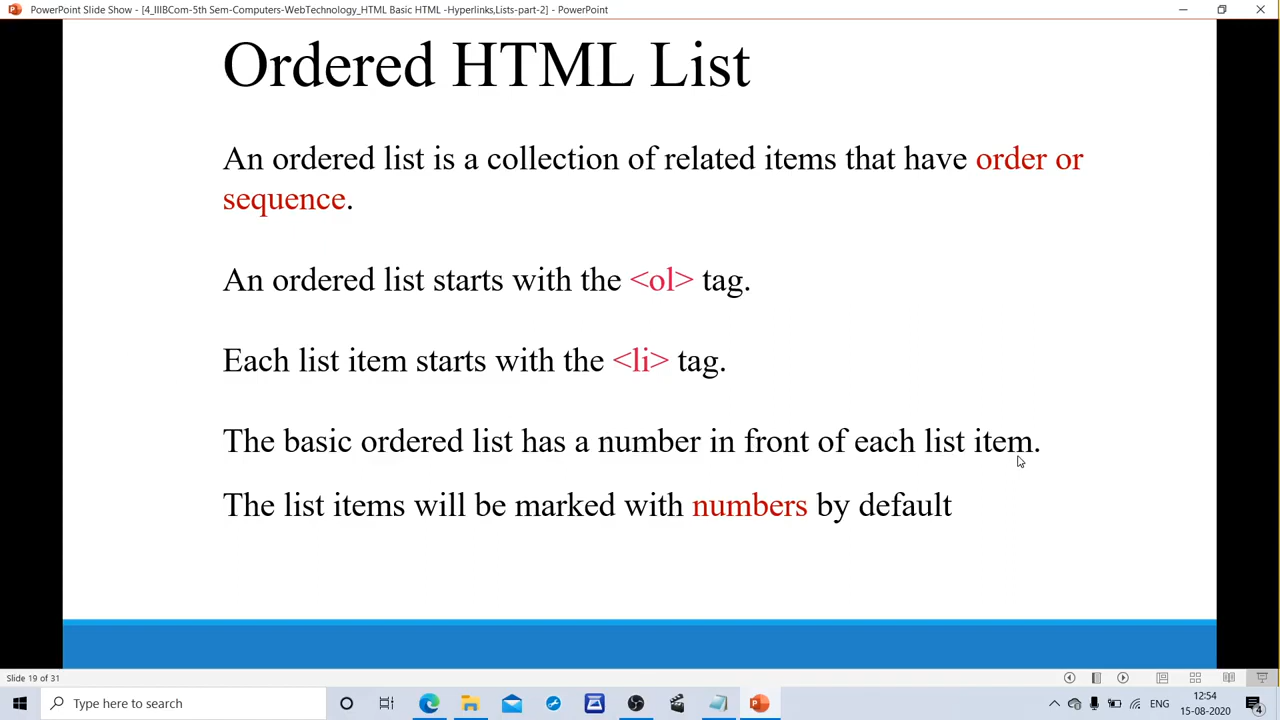 PowerPoint Slide Show - [4_IIIBCom-5th Sem-Computers-WebTechnology_HTML Basic HTML -Hyperlinks,Lists-part-2] - PowerPoint
Ordered HTML List
An ordered list is a collection of related items that have order or
sequence.
An ordered list starts with the <ol> tag.
Each list item starts with the <li> tag.
The basic ordered list has a number in front of each list item.
The list items will be marked with numbers by default
Slide 19 of 31
Type here to search
ENG
12:54
15-08-2020
4